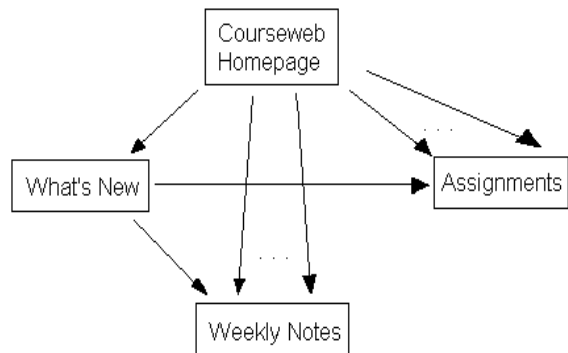 Courseweb
Homepage
. . .
What's New
Assignments
. . .
Weekly Notes